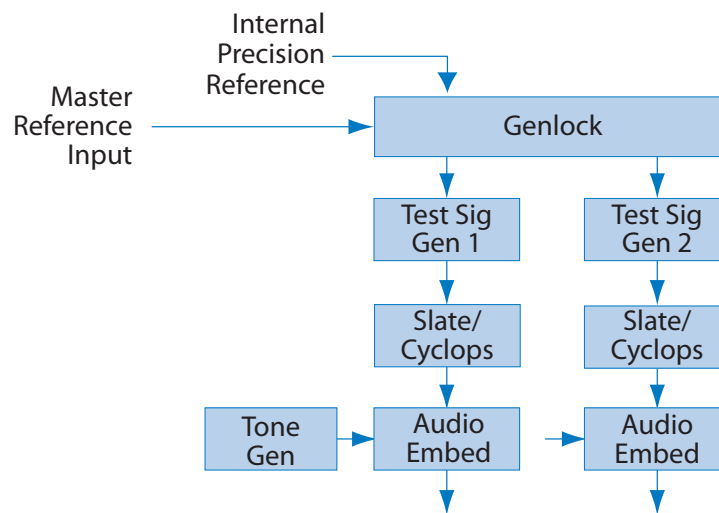 Internal
Precision
Reference
Master
Reference
Input
Genlock
Test Sig
Gen 1
Test Sig
Gen 2
Slate/
Cyclops
Slate/
Cyclops
Tone
Gen
Audio
Embed
Audio
Embed